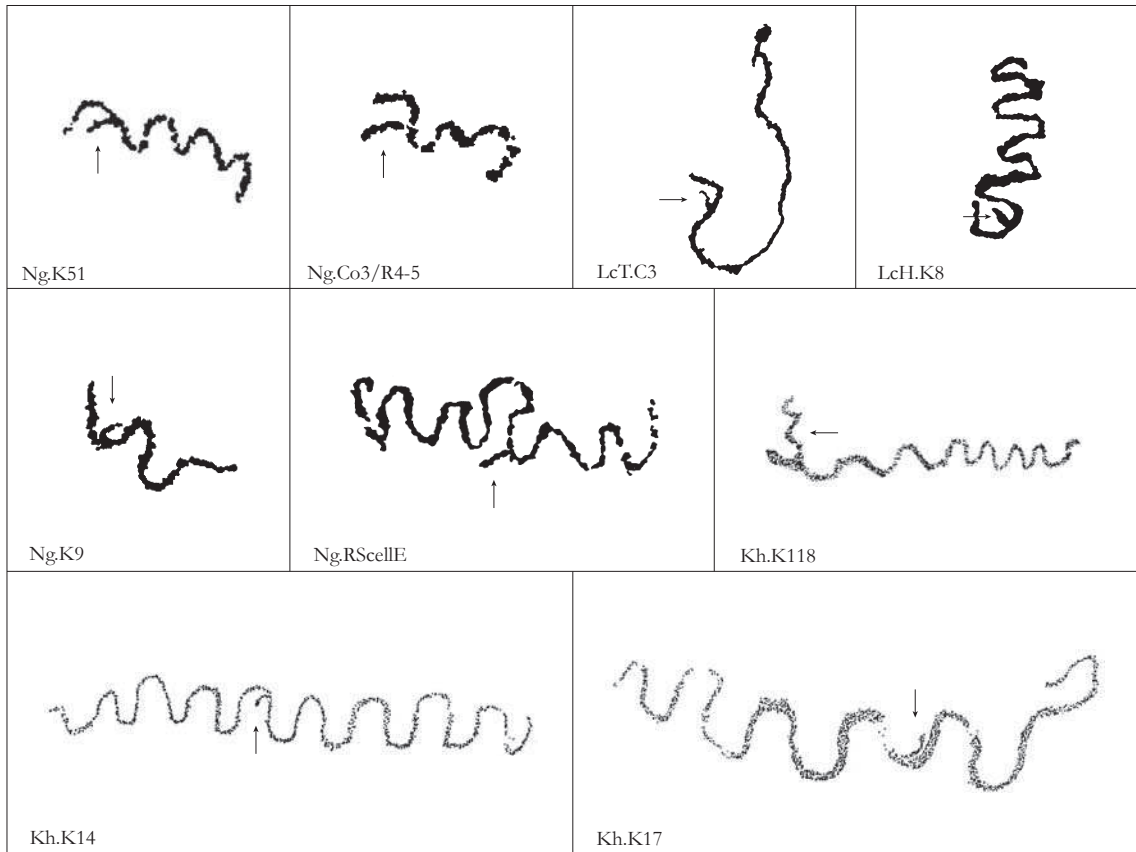 Ng.K51
Ng.Co3/R4-5
LcT.C3
LcH.K8
Ng.K9
Ng.RScellE
Kh.K118
Kh.K14
Kh.K17